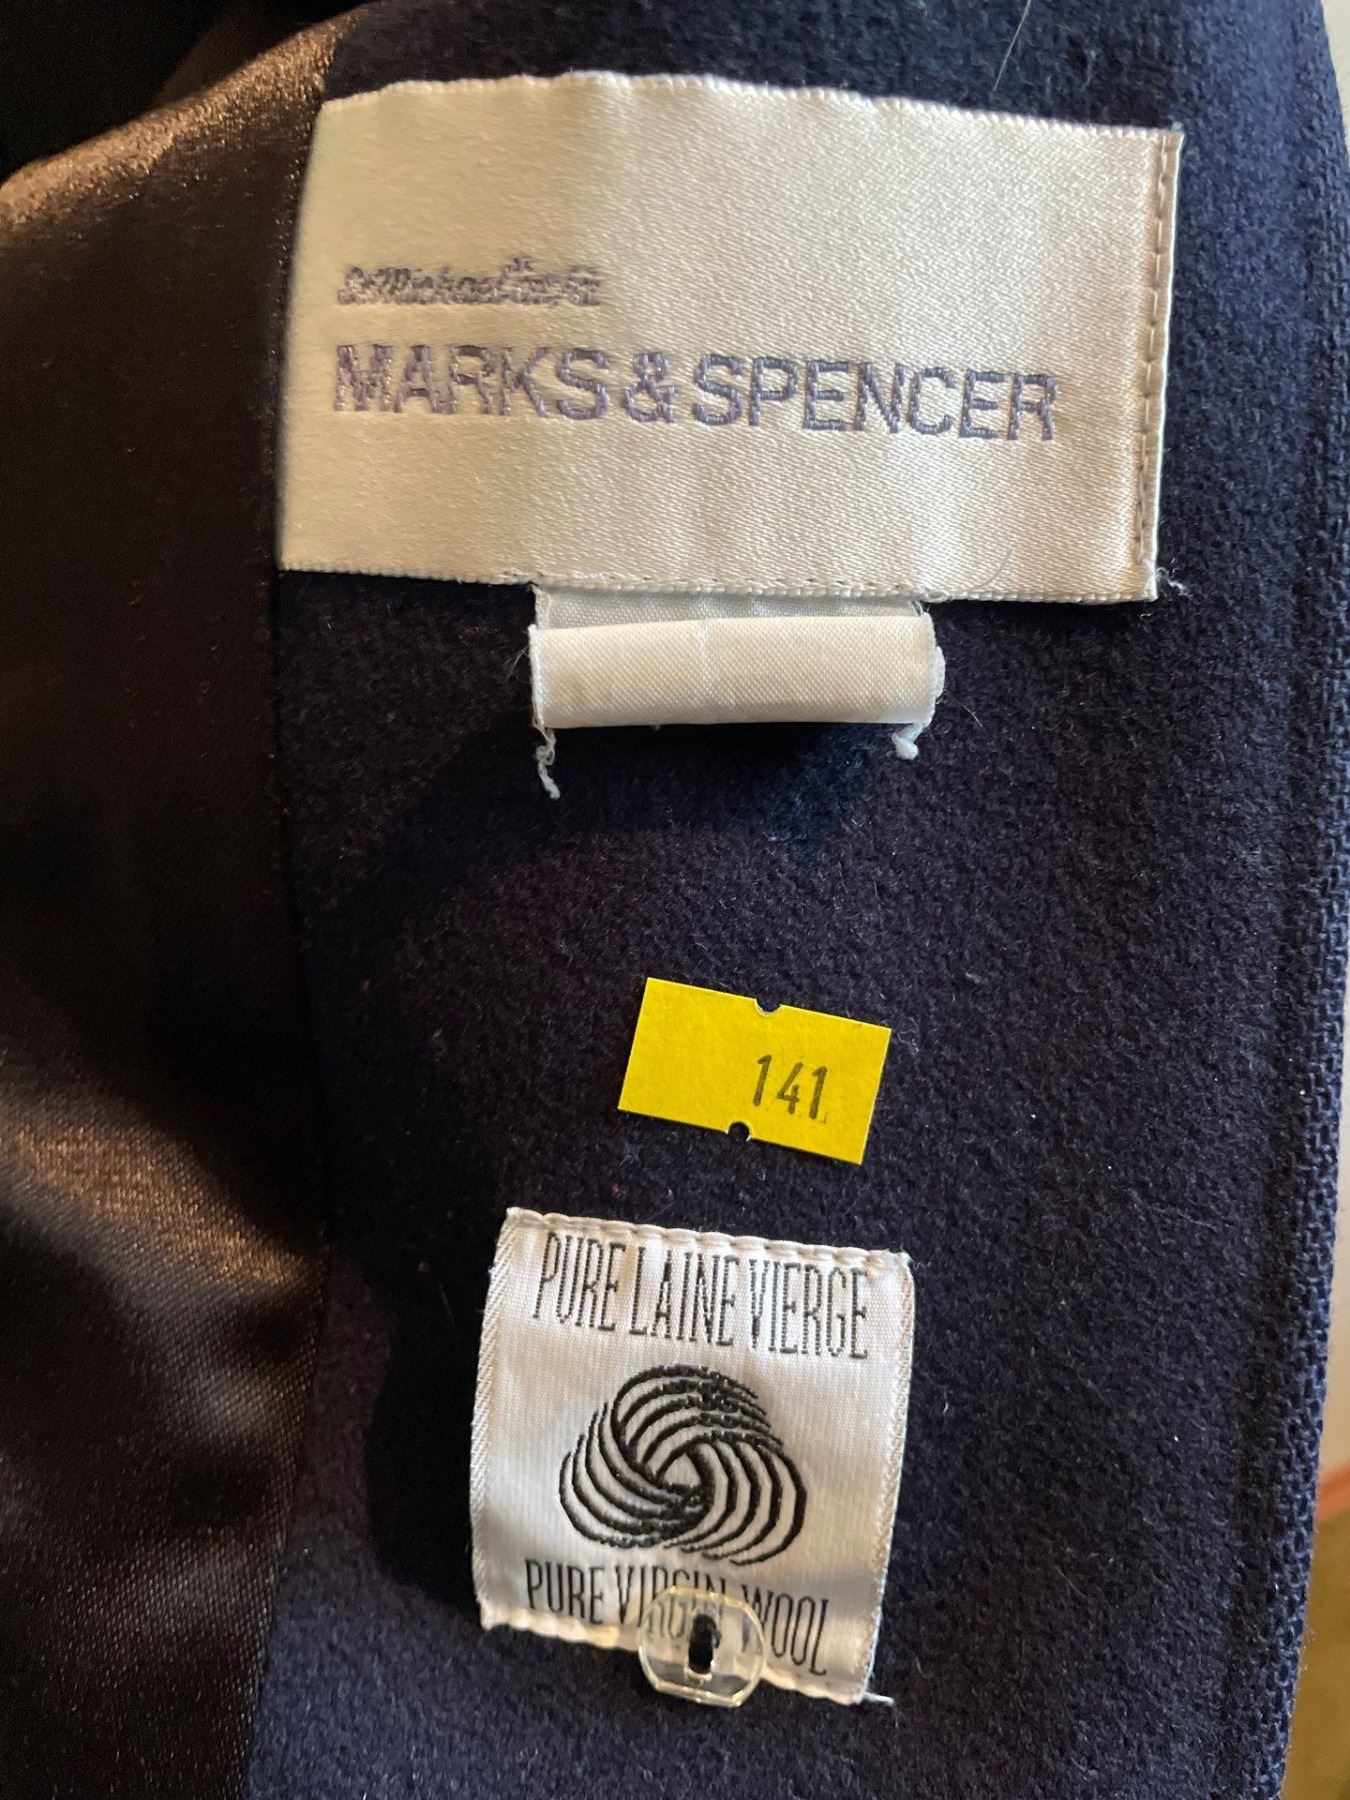 St Michael
MARKS & SPENCER
141
PURE LAINE VIERGE
PURE VIRGIN WOOL